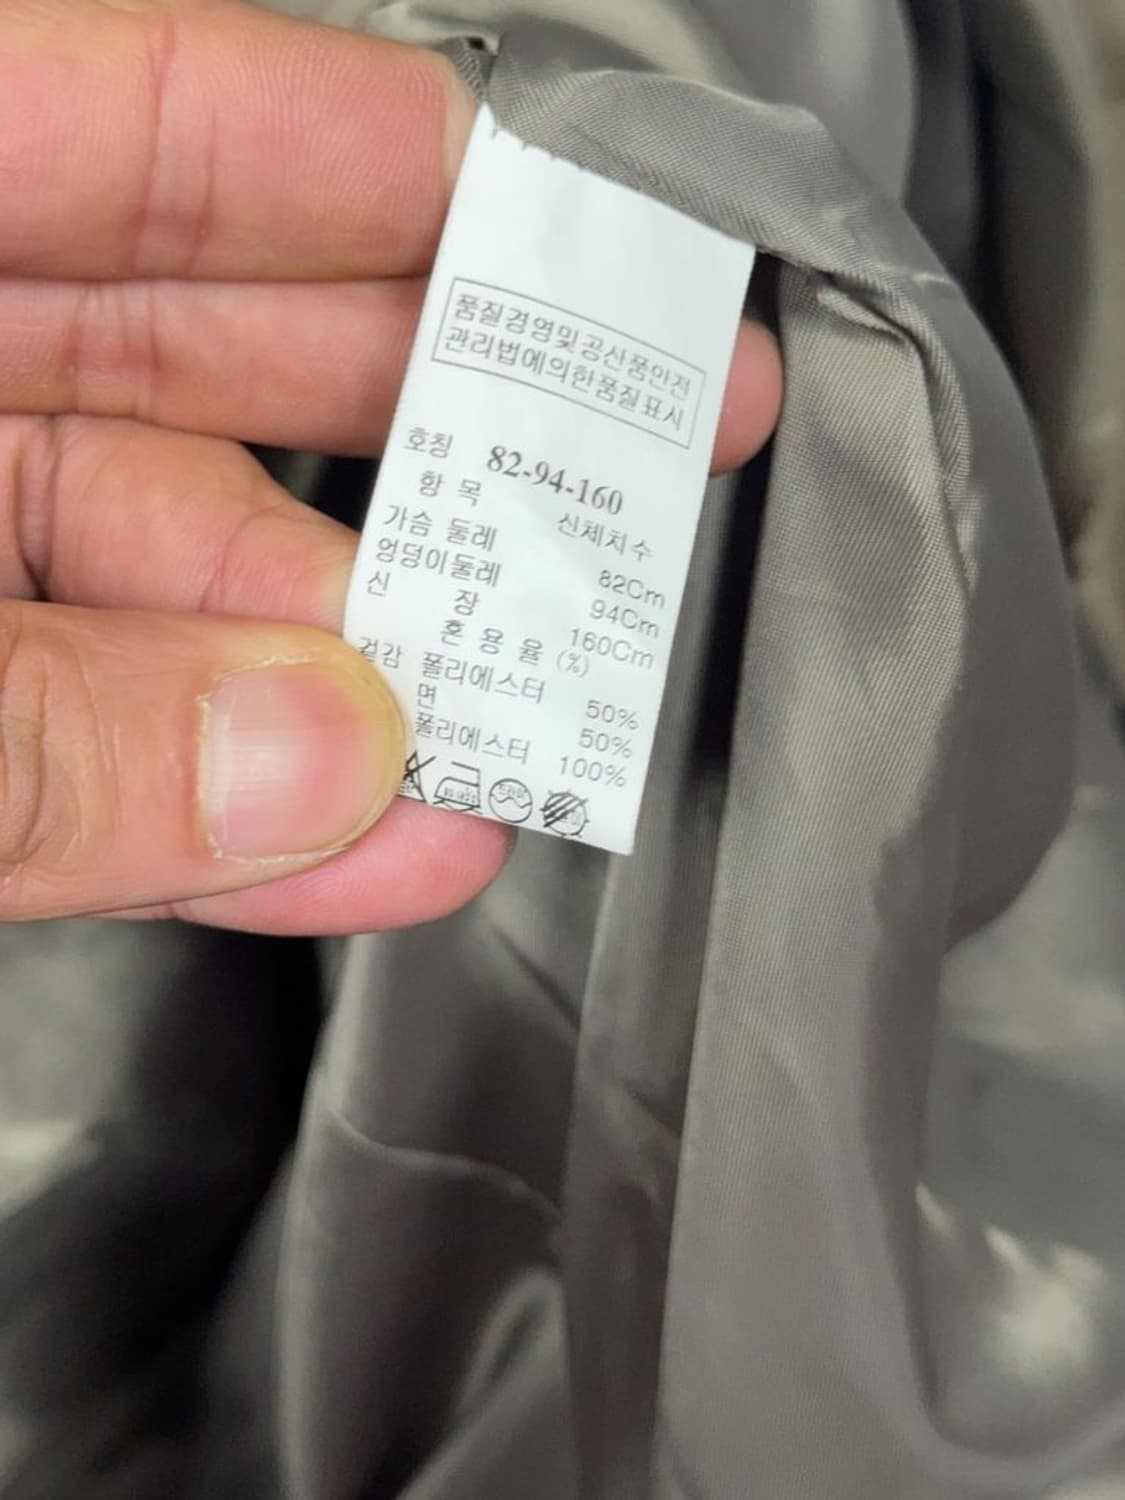 품질경영및공산품안전
관리법에의한품질표시
호칭 82-94-160
항 목 신체치수
가슴 둘레 82Cm
엉덩이둘레 94Cm
신 장 160Cm
혼 용 율 (%)
겉감 폴리에스터 50%
면 50%
폴리에스터 100%
드라이